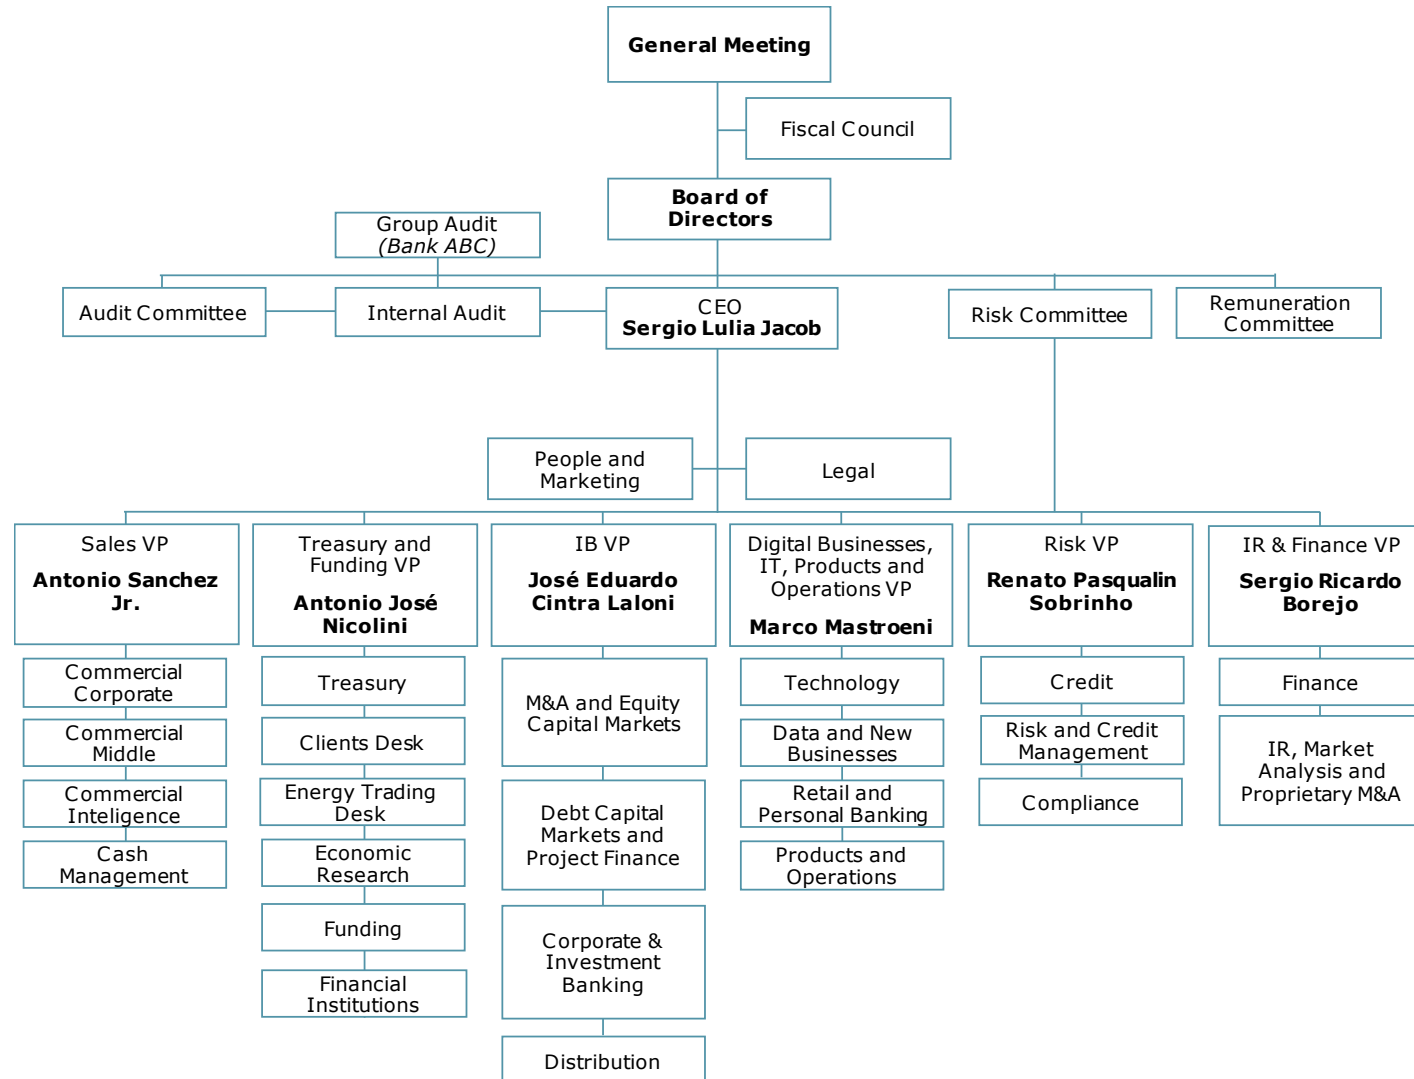 General Meeting
Fiscal Council
Board of
Directors
Group Audit
(Bank ABC)
Audit Committee
Internal Audit
CEO
Sergio Lulia Jacob
Risk Committee
Remuneration
Committee
People and
Marketing
Legal
Sales VP
Antonio Sanchez
Jr.
Treasury and
Funding VP
Antonio José
Nicolini
IB VP
José Eduardo
Cintra Laloni
Digital Businesses,
IT, Products and
Operations VP
Marco Mastroeni
Risk VP
Renato Pasqualin
Sobrinho
IR & Finance VP
Sergio Ricardo
Borejo
Commercial
Corporate
Commercial
Middle
Commercial
Inteligence
Cash
Management
Treasury
Clients Desk
Energy Trading
Desk
Economic
Research
Funding
Financial
Institutions
M&A and Equity
Capital Markets
Debt Capital
Markets and
Project Finance
Corporate &
Investment
Banking
Distribution
Technology
Data and New
Businesses
Retail and
Personal Banking
Products and
Operations
Credit
Risk and Credit
Management
Compliance
Finance
IR, Market
Analysis and
Proprietary M&A